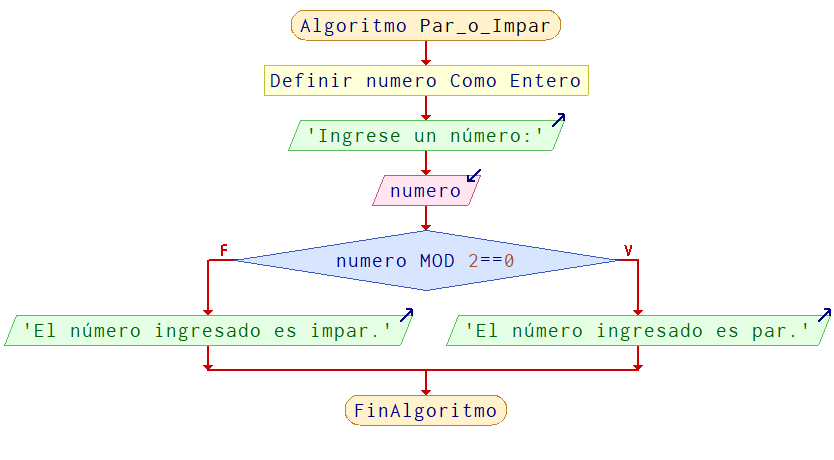 Algoritmo Par_o_Impar
Definir numero Como Entero
'Ingrese un número:'
numero
F
V
numero MOD 2==0
'El número ingresado es impar.'
'El número ingresado es par.'
FinAlgoritmo